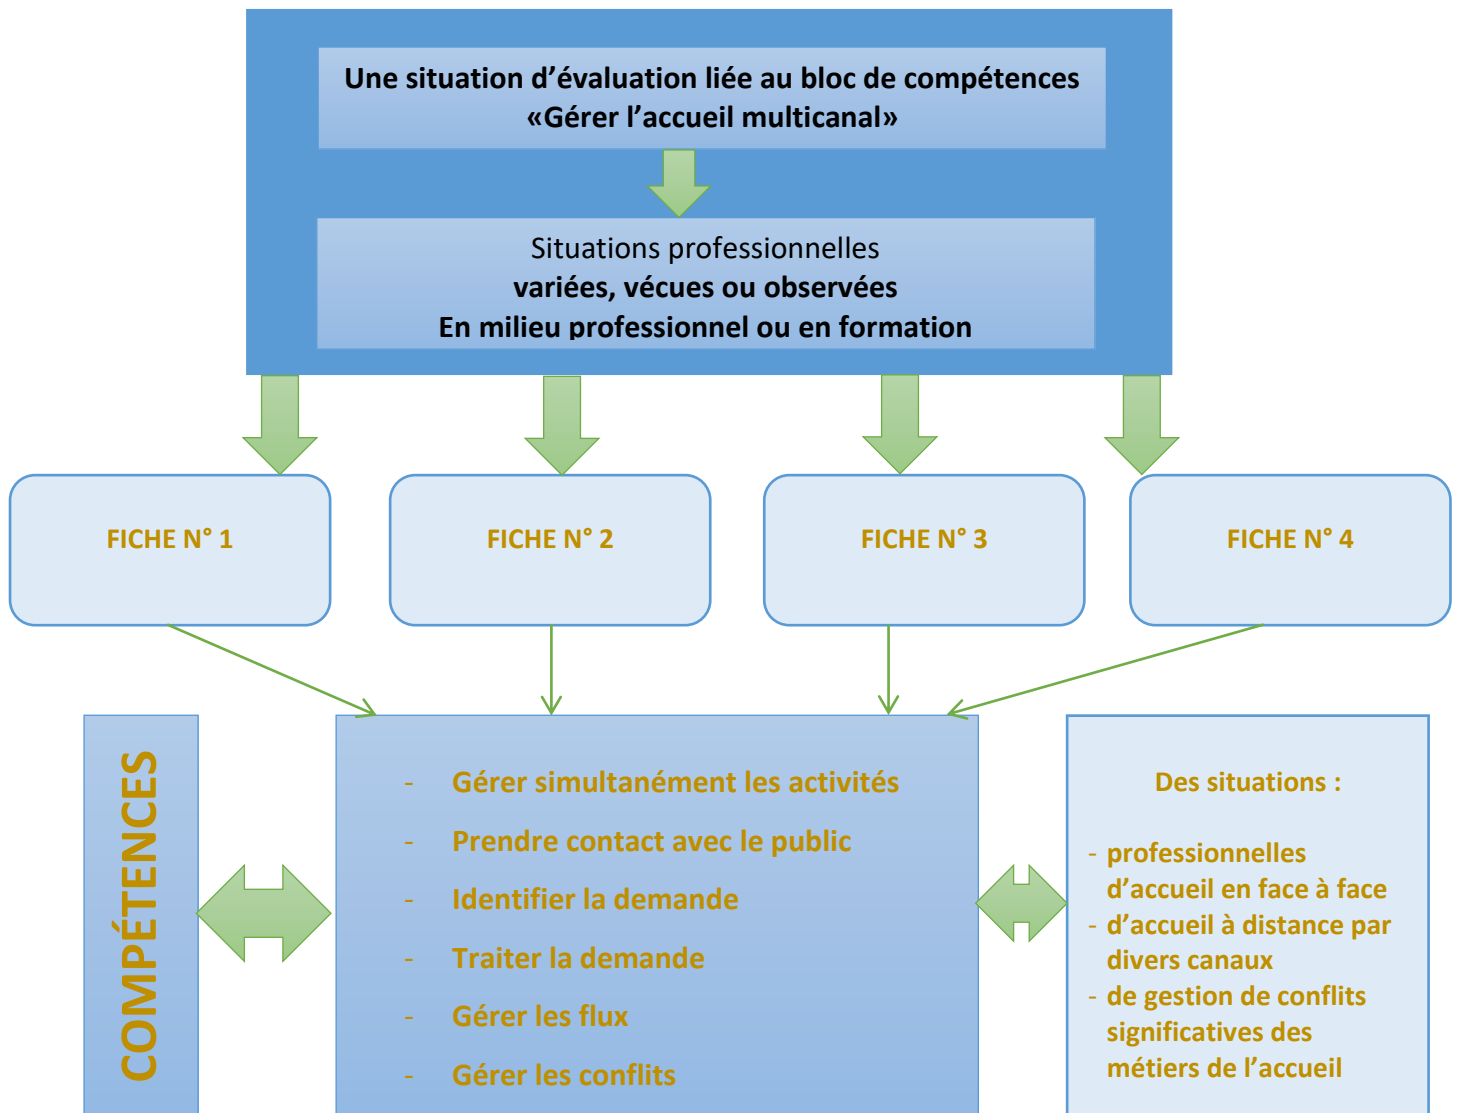 Une situation d’évaluation liée au bloc de compétences
«Gérer l’accueil multicanal»
Situations professionnelles
variées, vécues ou observées
En milieu professionnel ou en formation
FICHE N° 1
FICHE N° 2
FICHE N° 3
FICHE N° 4
COMPÉTENCES
- Gérer simultanément les activités
- Prendre contact avec le public
- Identifier la demande
- Traiter la demande
- Gérer les flux
- Gérer les conflits
Des situations :
- professionnelles
d’accueil en face à face
- d’accueil à distance par
divers canaux
- de gestion de conflits
significatives des
métiers de l’accueil